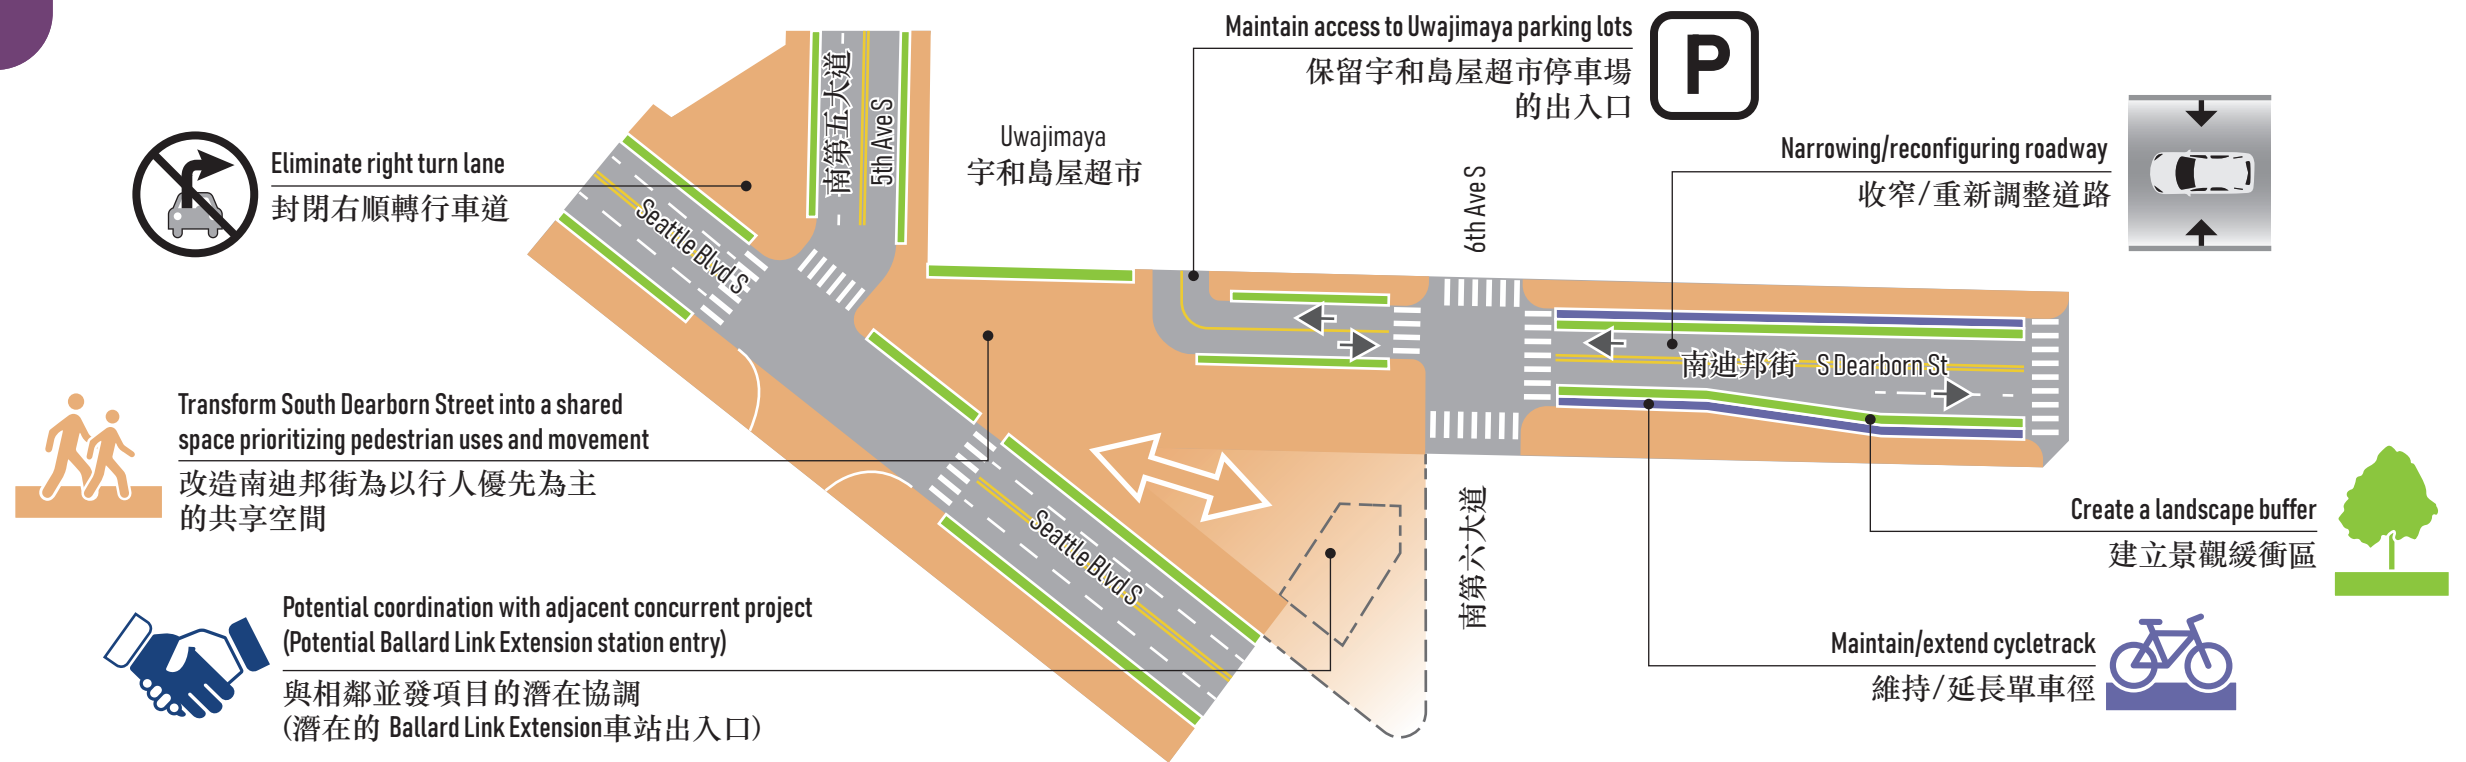 Maintain access to Uwajimaya parking lots
保留宇和島屋超市停車場
的出入口
P
南第五大道
5th Ave S
Uwajimaya
宇和島屋超市
Eliminate right turn lane
封閉右順轉行車道
Seattle Blvd S
6th Ave S
Narrowing/reconfiguring roadway
收窄/重新調整道路
南迪邦街 S Dearborn St
Transform South Dearborn Street into a shared
space prioritizing pedestrian uses and movement
改造南迪邦街為以行人優先為主
的共享空間
Seattle Blvd S
南第六大道
Create a landscape buffer
建立景觀緩衝區
Potential coordination with adjacent concurrent project
(Potential Ballard Link Extension station entry)
與相鄰並發項目的潛在協調
(潛在的 Ballard Link Extension車站出入口)
Maintain/extend cycletrack
維持/延長單車徑